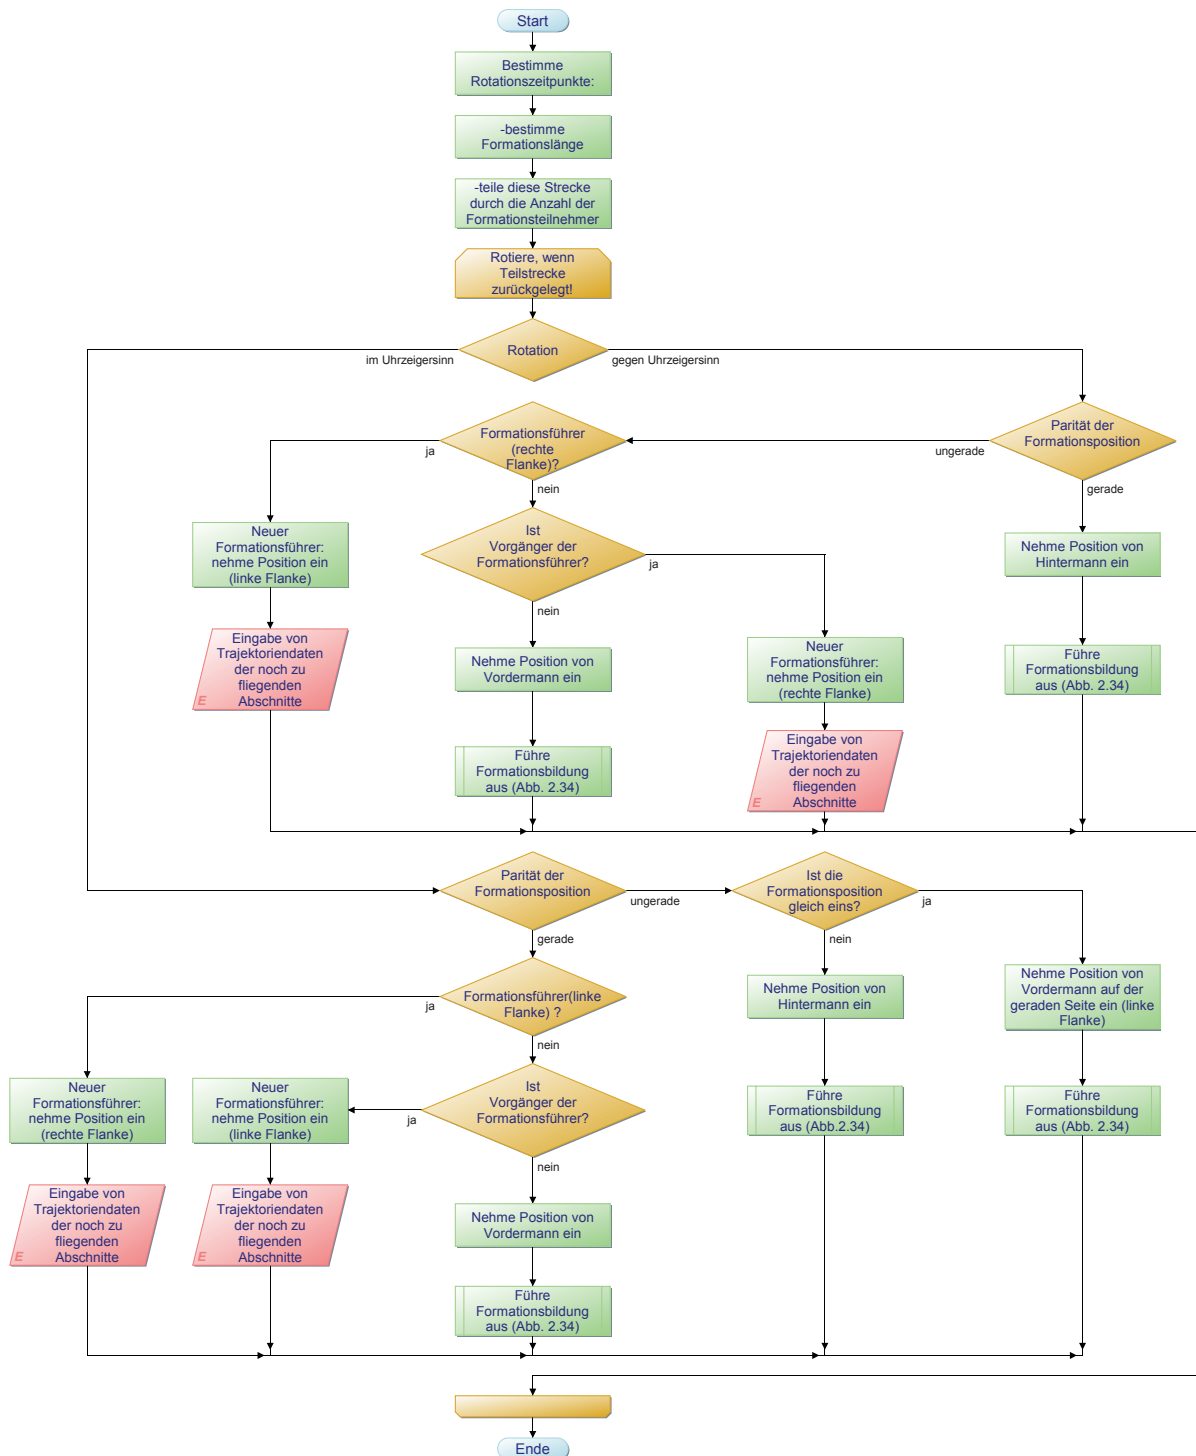 Start
Bestimme
Rotationszeitpunkte:
-bestimme
Formationslänge
-teile diese Strecke
durch die Anzahl der
Formationsteilnehmer
Rotiere, wenn
Teilstrecke
zurückgelegt!
Rotation
im Uhrzeigersinn
gegen Uhrzeigersinn
Parität der
Formationsposition
ungerade
gerade
Formationsführer
(rechte
Flanke)?
ja
nein
Neuer
Formationsführer:
nehme Position ein
(linke Flanke)
Ist
Vorgänger der
Formationsführer?
ja
nein
Nehme Position von
Hintermann ein
Eingabe von
Trajektoriendaten
der noch zu
fliegenden
Abschnitte
E
Nehme Position von
Vordermann ein
Neuer
Formationsführer:
nehme Position ein
(rechte Flanke)
Führe
Formationsbildung
aus (Abb. 2.34)
Führe
Formationsbildung
aus (Abb. 2.34)
Eingabe von
Trajektoriendaten
der noch zu
fliegenden
Abschnitte
E
Parität der
Formationsposition
ungerade
gerade
Ist die
Formationsposition
gleich eins?
ja
nein
Formationsführer(linke
Flanke) ?
ja
nein
Nehme Position von
Hintermann ein
Nehme Position von
Vordermann auf der
geraden Seite ein (linke
Flanke)
Neuer
Formationsführer:
nehme Position ein
(rechte Flanke)
Neuer
Formationsführer:
nehme Position ein
(linke Flanke)
Ist
Vorgänger der
Formationsführer?
ja
nein
Führe
Formationsbildung
aus (Abb.2.34)
Führe
Formationsbildung
aus (Abb. 2.34)
Eingabe von
Trajektoriendaten
der noch zu
fliegenden
Abschnitte
E
Eingabe von
Trajektoriendaten
der noch zu
fliegenden
Abschnitte
E
Nehme Position von
Vordermann ein
Führe
Formationsbildung
aus (Abb. 2.34)
Ende